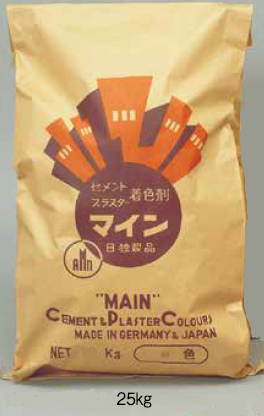 セメント
プラスター 着色剤
マイン
日独製品
AMn
"MAIN"
CEMENT & PLASTER COLOURS
MADE IN GERMANY & JAPAN
NET Kg 色
25kg